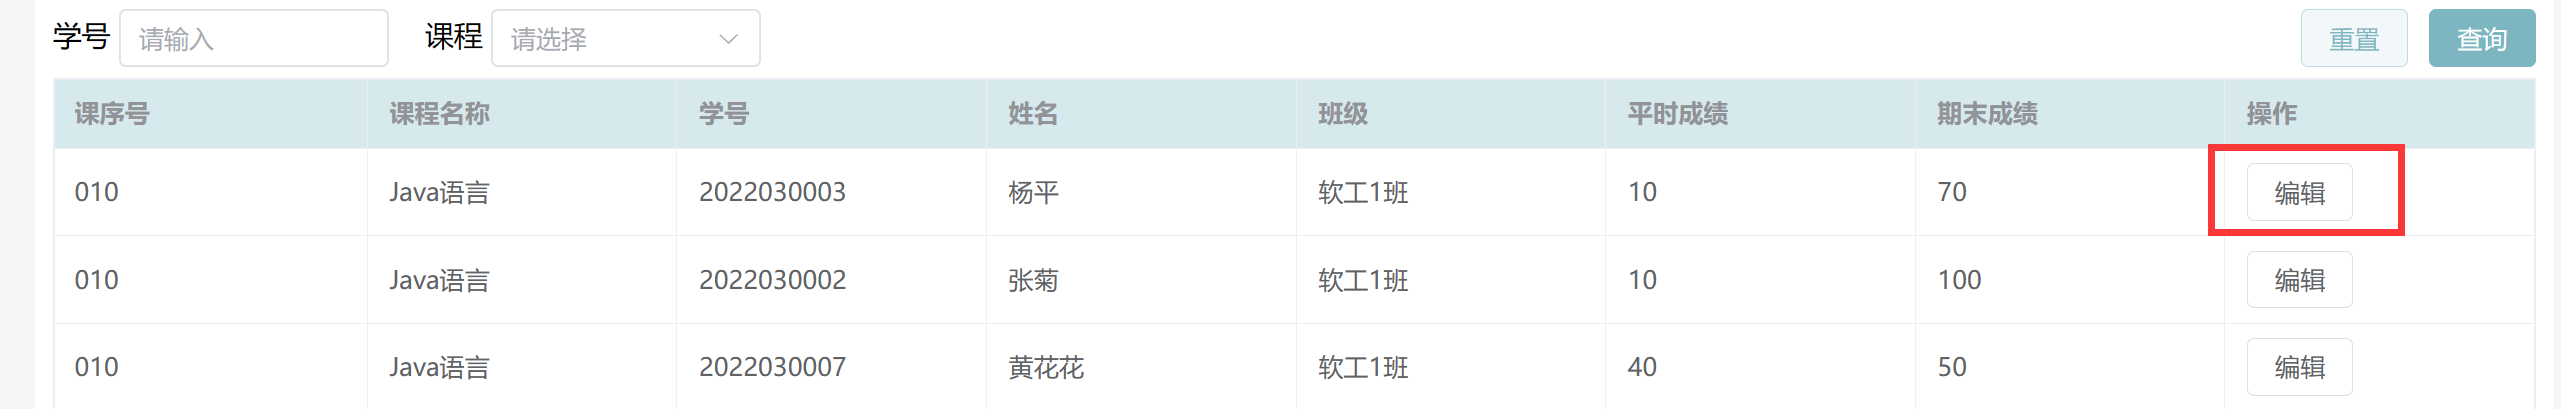 学号 请输入 课程 请选择 重置 查询
课序号 课程名称 学号 姓名 班级 平时成绩 期末成绩 操作
010 Java语言 2022030003 杨平 软工1班 10 70 编辑
010 Java语言 2022030002 张菊 软工1班 10 100 编辑
010 Java语言 2022030007 黄花花 软工1班 40 50 编辑